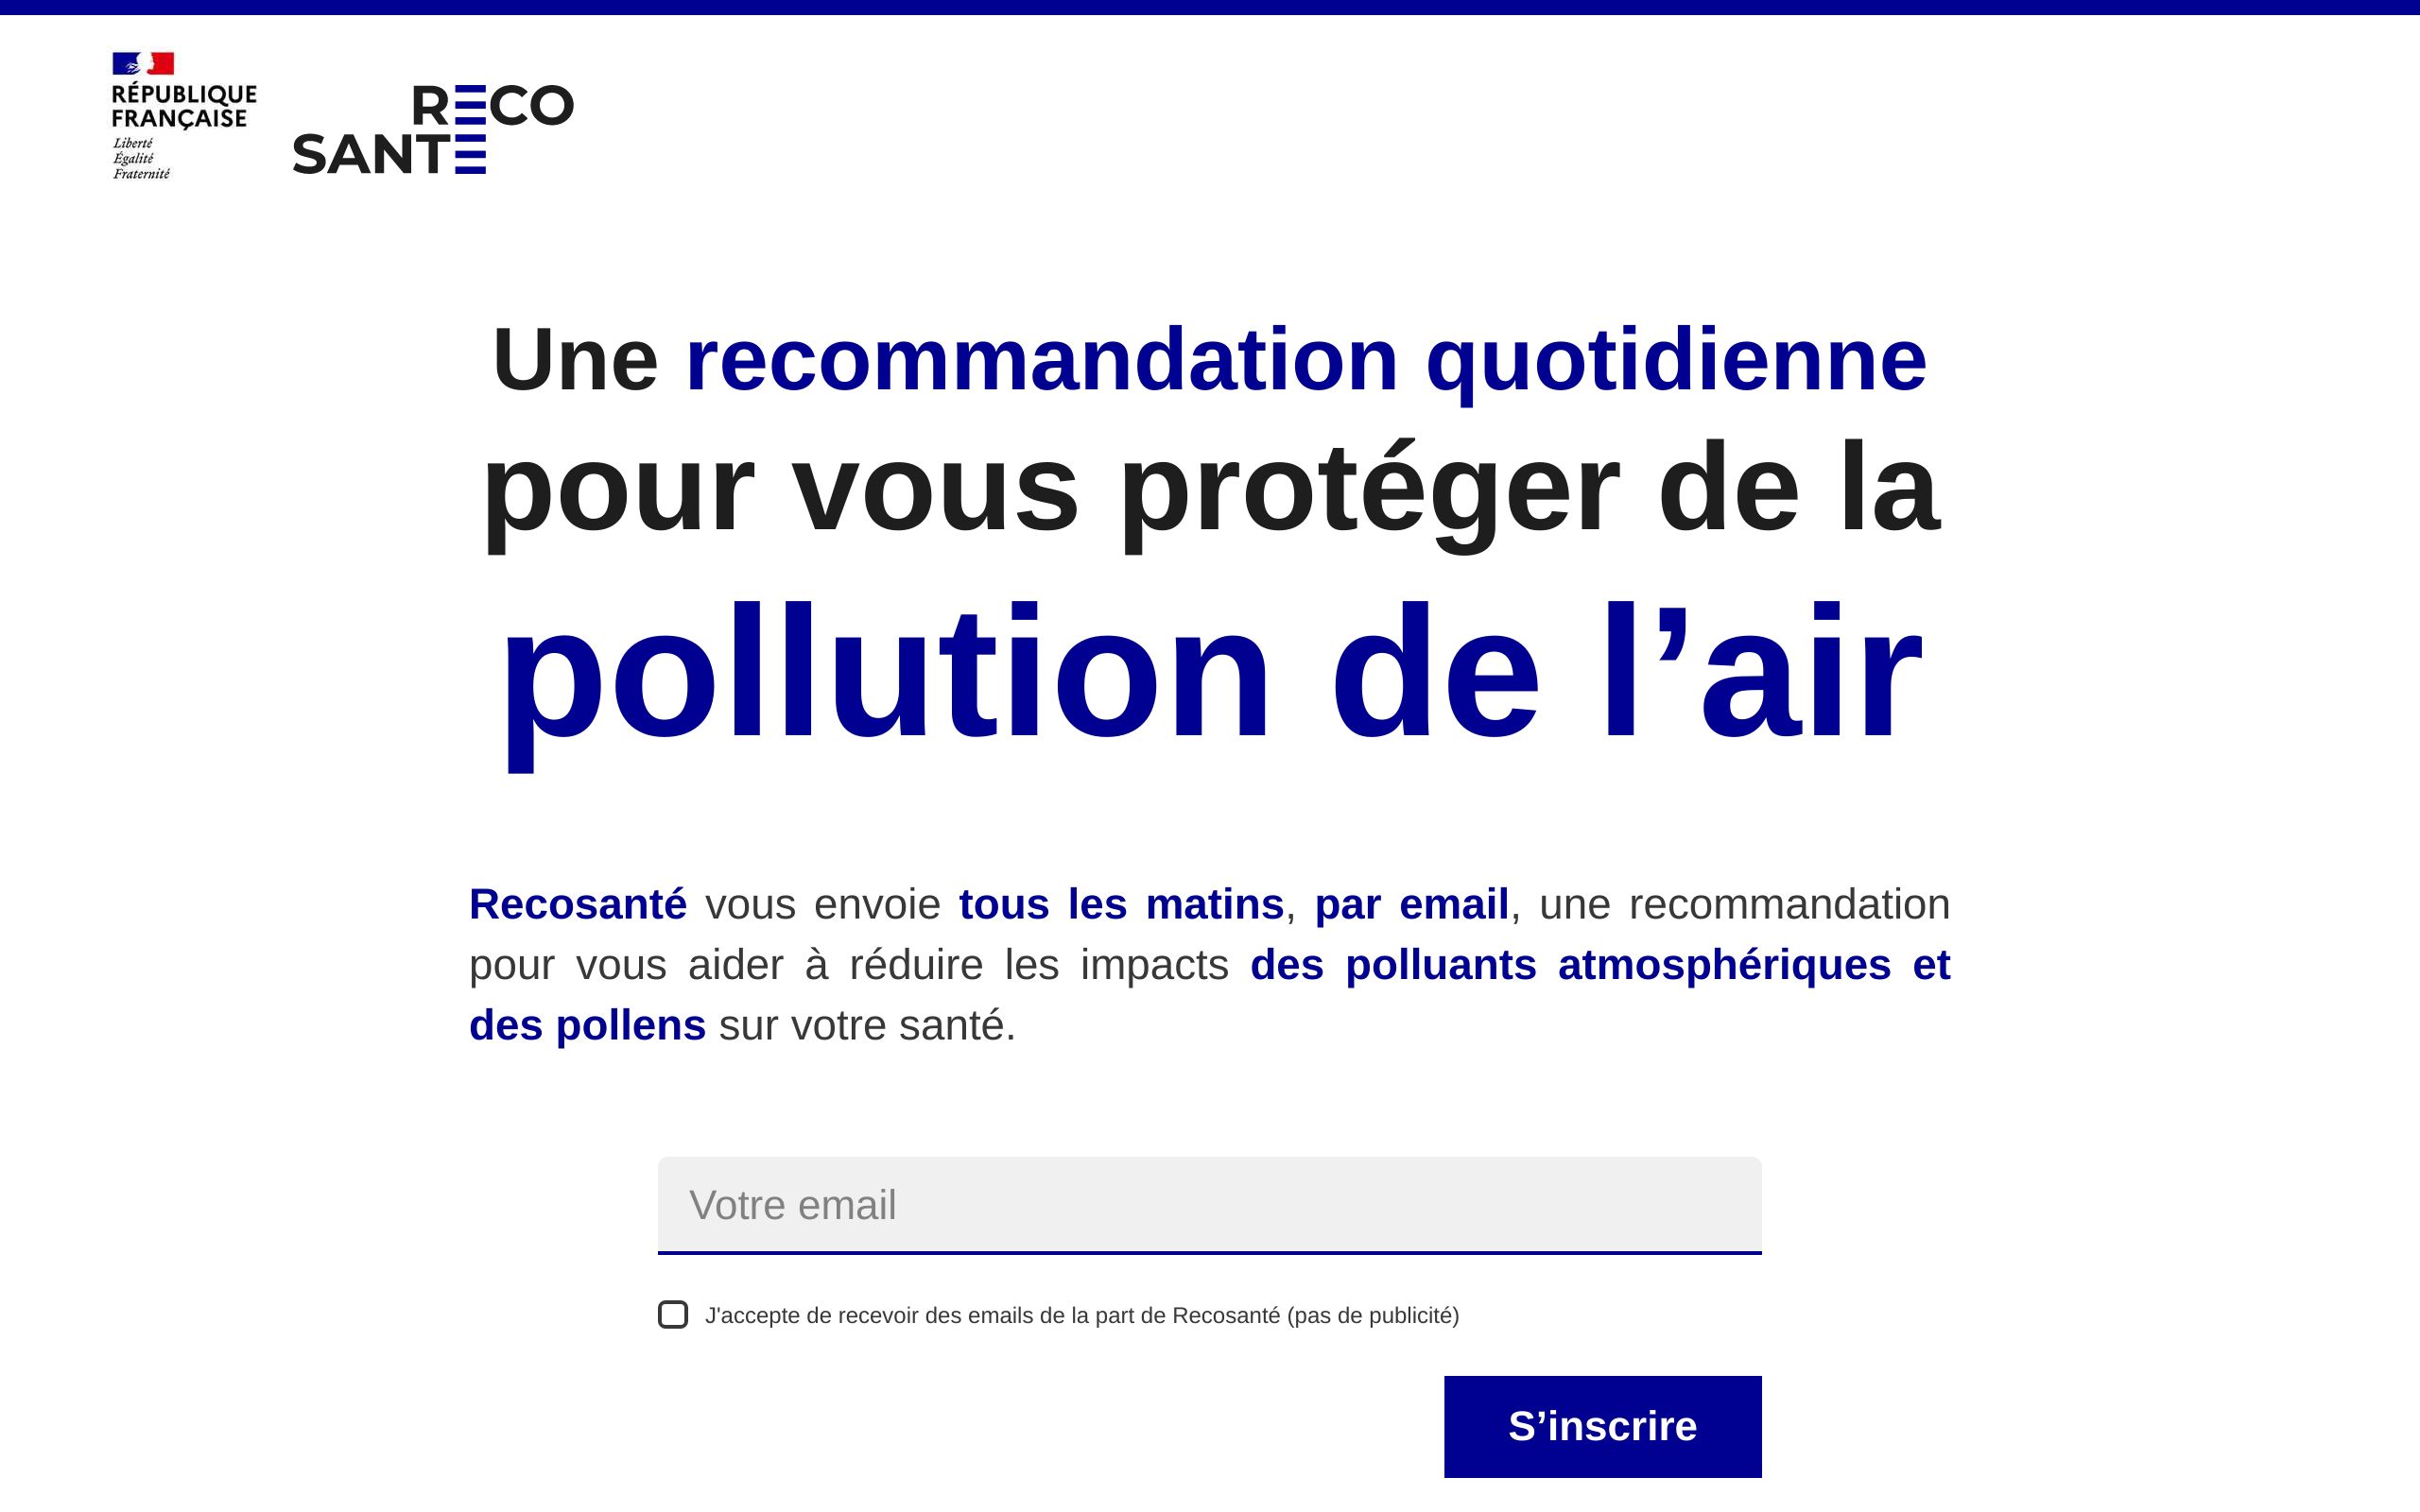 RÉPUBLIQUE
FRANÇAISE
Liberté
Égalité
Fraternité
RECO
SANTE
Une recommandation quotidienne
pour vous protéger de la
pollution de l’air
Recosanté vous envoie tous les matins, par email, une recommandation
pour vous aider à réduire les impacts des polluants atmosphériques et
des pollens sur votre santé.
Votre email
J'accepte de recevoir des emails de la part de Recosanté (pas de publicité)
S’inscrire